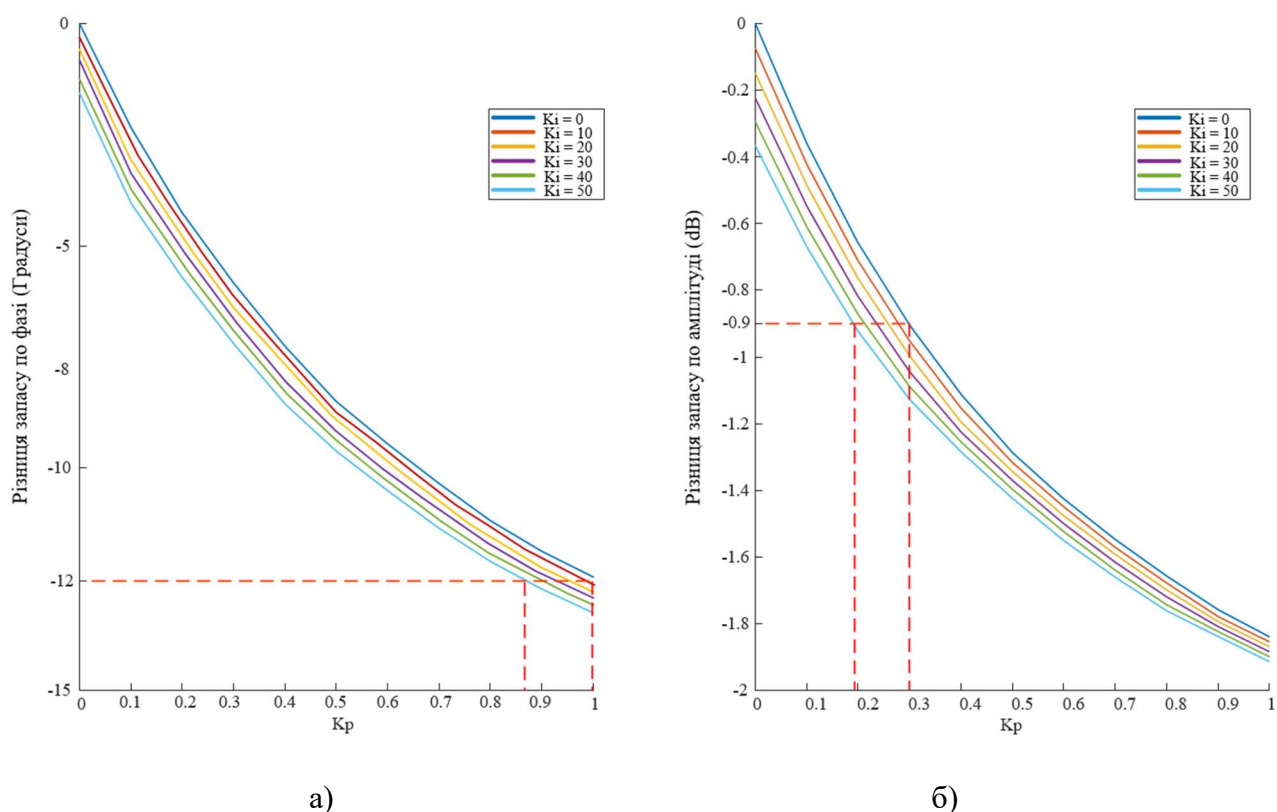 0
-5
-8
-10
-12
-15
Різниця запасу по фазі (Градуси)
Ki = 0
Ki = 10
Ki = 20
Ki = 30
Ki = 40
Ki = 50
0 0.1 0.2 0.3 0.4 0.5 0.6 0.7 0.8 0.9 1
Kp
а)
0
-0.2
-0.4
-0.6
-0.8
-0.9
-1
-1.2
-1.4
-1.6
-1.8
-2
Різниця запасу по амплітуді (dB)
Ki = 0
Ki = 10
Ki = 20
Ki = 30
Ki = 40
Ki = 50
0 0.1 0.2 0.3 0.4 0.5 0.6 0.7 0.8 0.9 1
Kp
б)